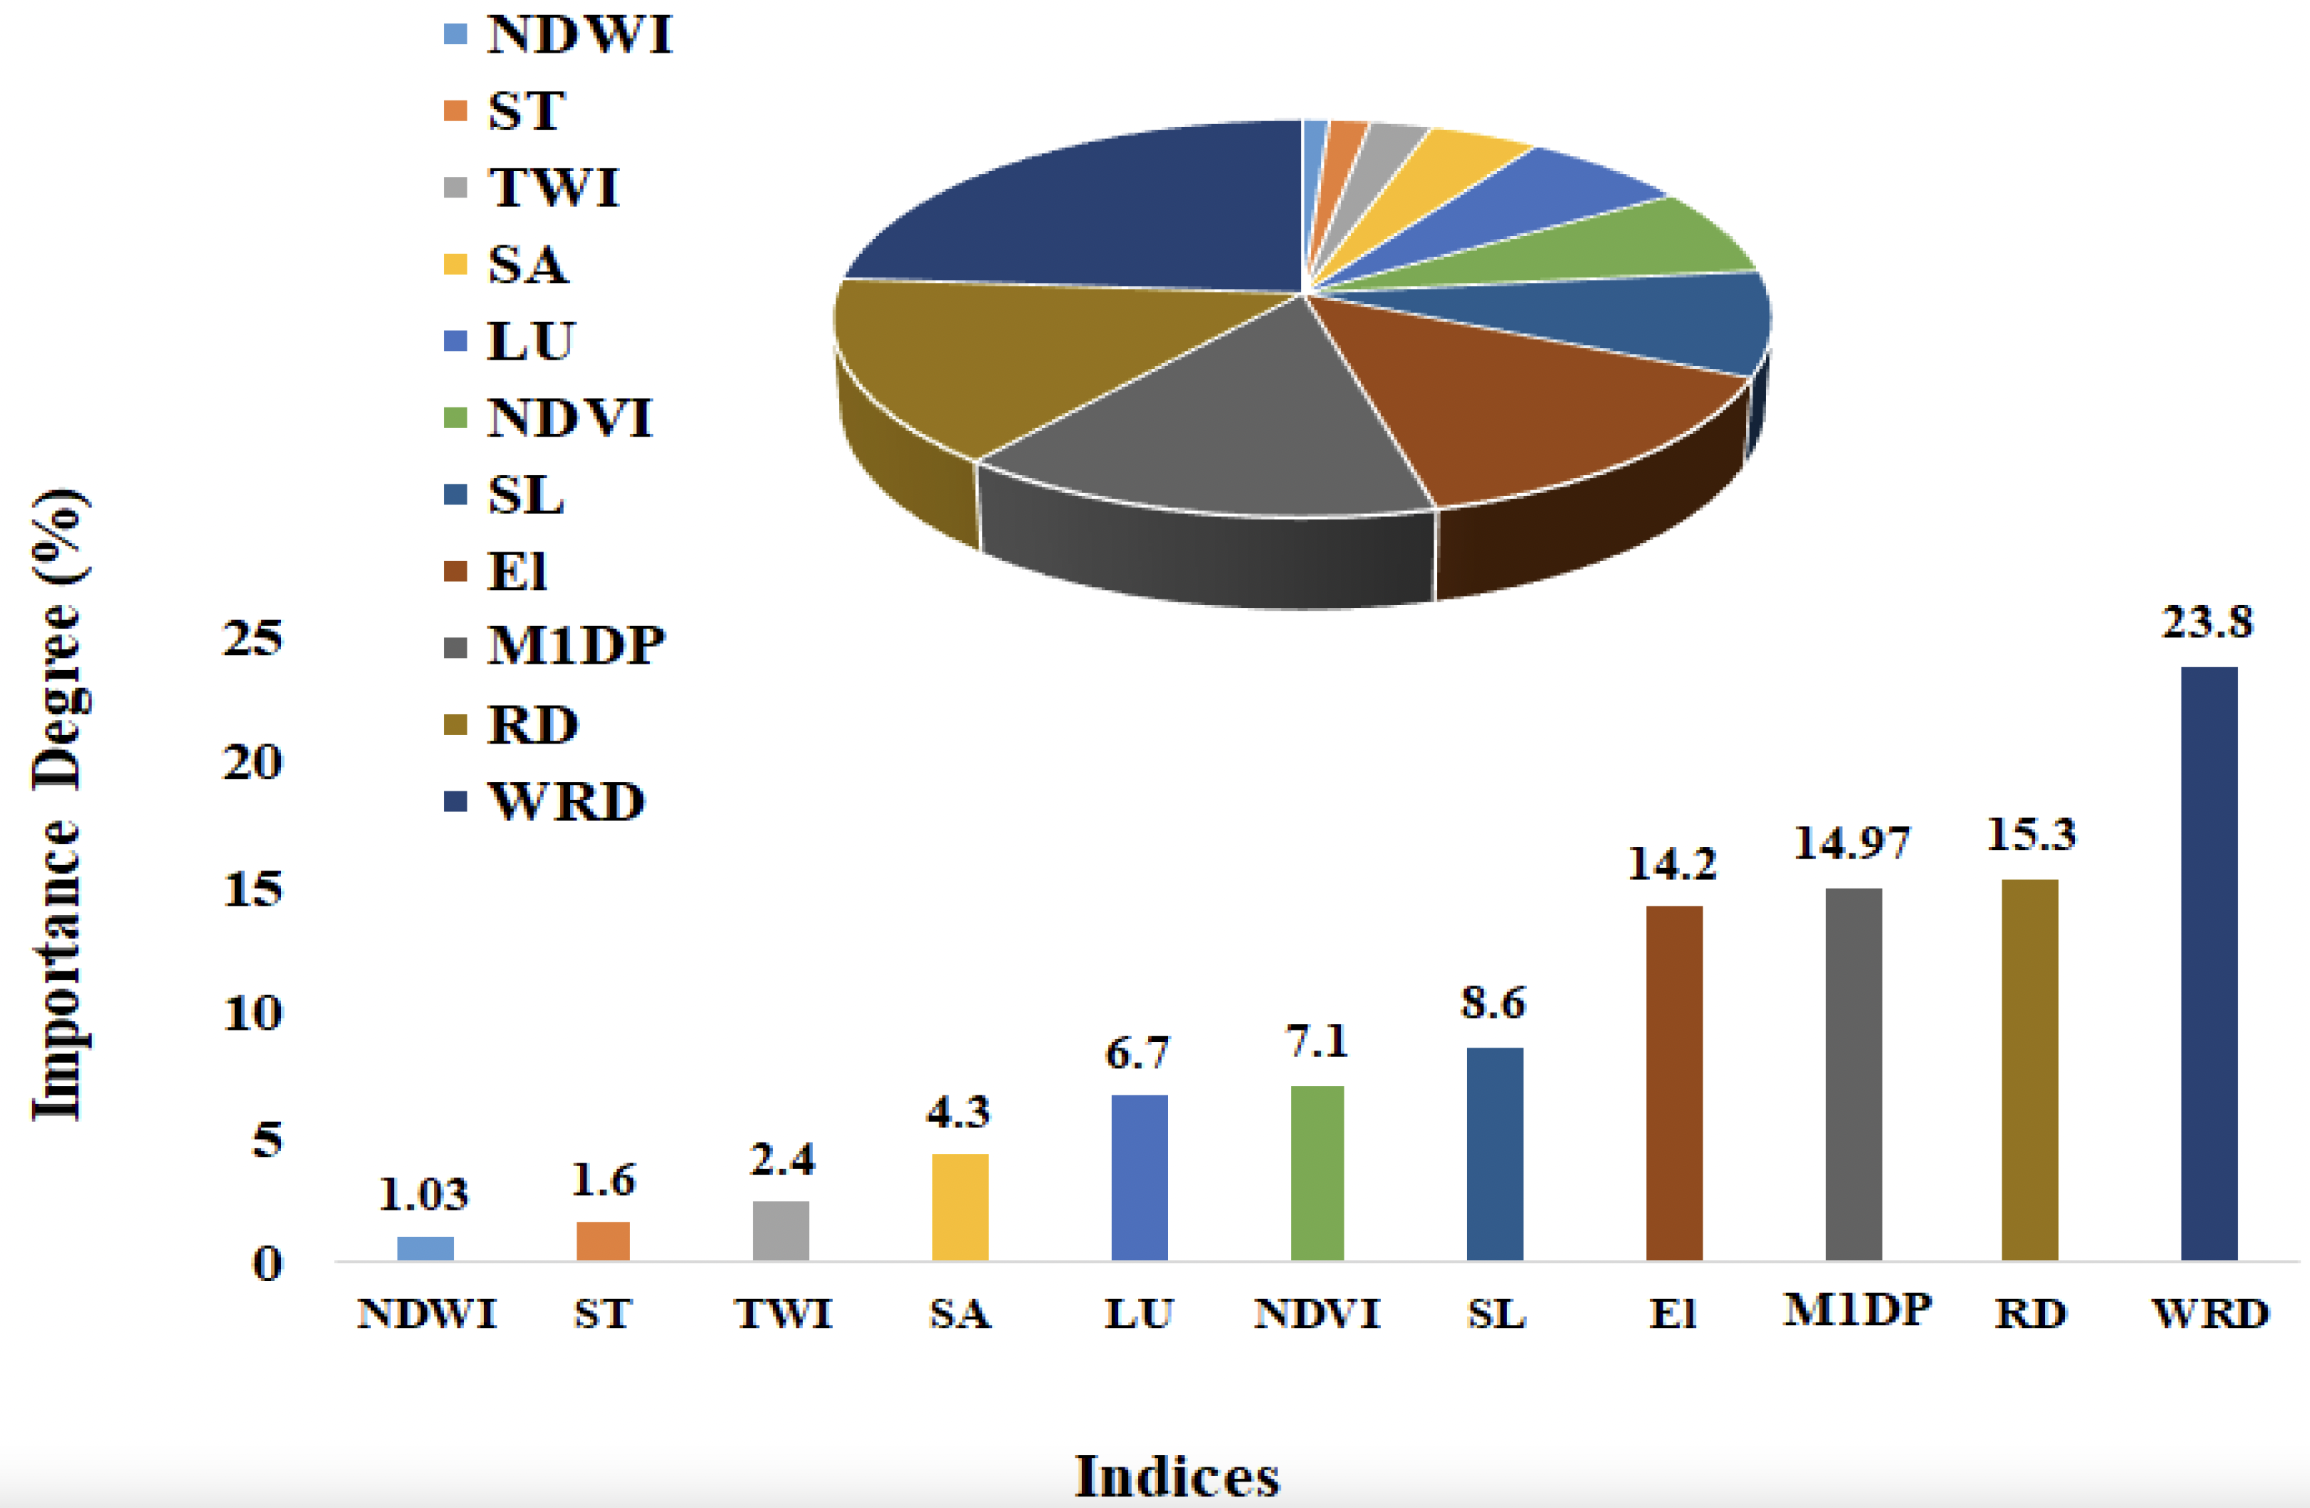 NDWI
ST
TWI
SA
LU
NDVI
SL
El
M1DP
RD
WRD
Importance Degree (%)
25
20
15
10
5
0
1.03
1.6
2.4
4.3
6.7
7.1
8.6
14.2
14.97
15.3
23.8
NDWI ST TWI SA LU NDVI SL El M1DP RD WRD
Indices